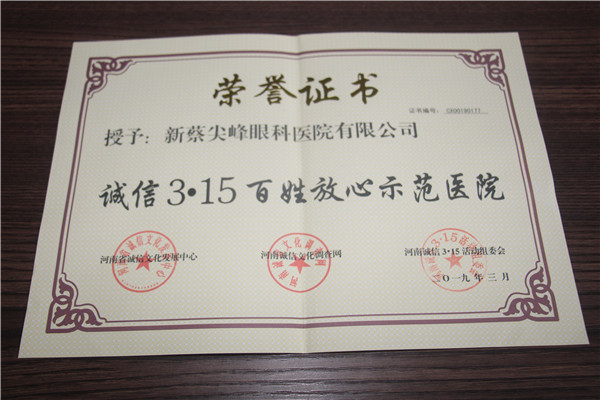 荣誉证书
证书编号：
授予：新蔡尖峰眼科医院有限公司
诚信3·15百姓放心示范医院
河南省诚信文化发展中心 河南诚信文化调查网 河南诚信3·15活动组委会
二〇一九年三月